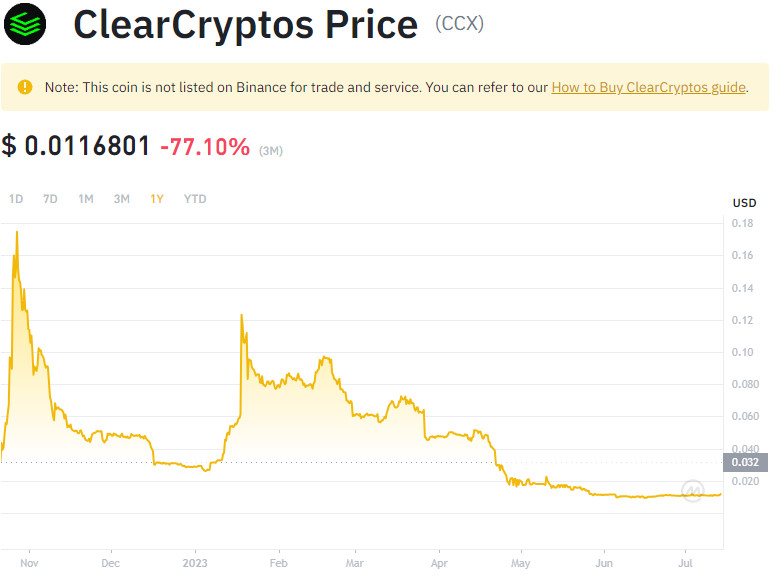 ClearCryptos Price (CCX)
Note: This coin is not listed on Binance for trade and service. You can refer to our How to Buy ClearCryptos guide.
$ 0.0116801 -77.10% (3M)
1D 7D 1M 3M 1Y YTD
USD
0.18
0.16
0.14
0.12
0.10
0.080
0.060
0.040
0.032
0.020
Nov Dec 2023 Feb Mar Apr May Jun Jul